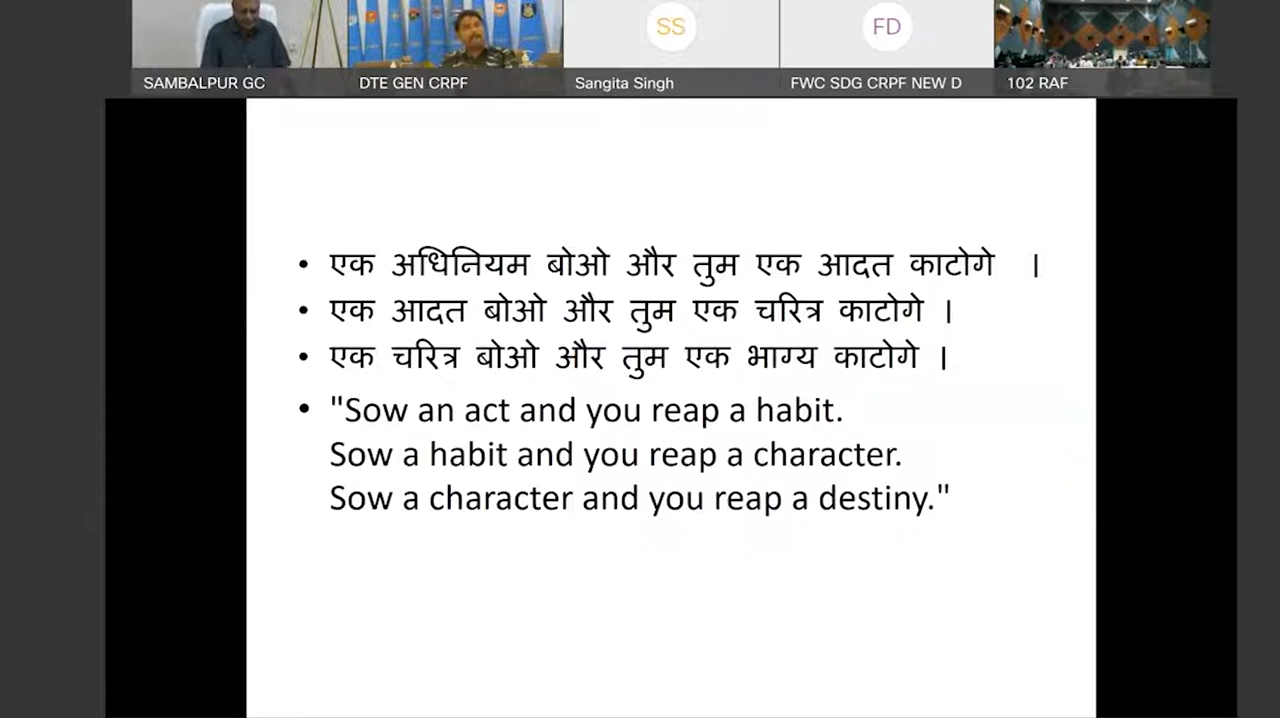 SS
FD
SAMBALPUR GC
DTE GEN CRPF
Sangita Singh
FWC SDG CRPF NEW D
102 RAF
• एक अधिनियम बोओ और तुम एक आदत काटोगे ।
• एक आदत बोओ और तुम एक चरित्र काटोगे ।
• एक चरित्र बोओ और तुम एक भाग्य काटोगे ।
• "Sow an act and you reap a habit.
Sow a habit and you reap a character.
Sow a character and you reap a destiny."